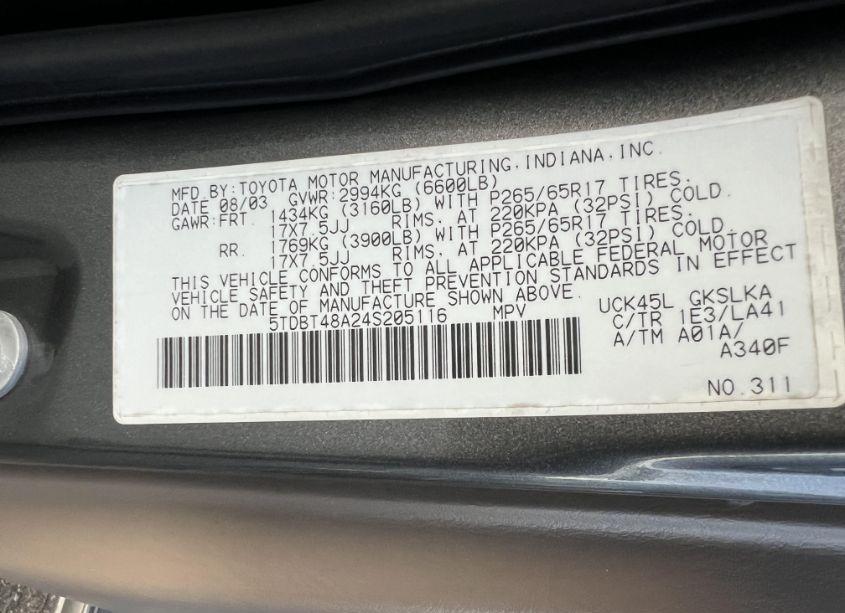 MFD BY:TOYOTA MOTOR MANUFACTURING,INDIANA,INC.
DATE 08/03 GVWR:2994KG (6600LB)
GAWR:FRT. 1434KG (3160LB) WITH P265/65R17 TIRES.
17X7.5JJ RIMS, AT 220KPA (32PSI) COLD.
RR. 1769KG (3900LB) WITH P265/65R17 TIRES.
17X7.5JJ RIMS, AT 220KPA (32PSI) COLD.
THIS VEHICLE CONFORMS TO ALL APPLICABLE FEDERAL MOTOR
VEHICLE SAFETY AND THEFT PREVENTION STANDARDS IN EFFECT
ON THE DATE OF MANUFACTURE SHOWN ABOVE.
5TDBT48A24S205116 MPV
UCK45L GKSLKA
C/TR 1E3/LA41
A/TM A01A/
A340F
NO.311